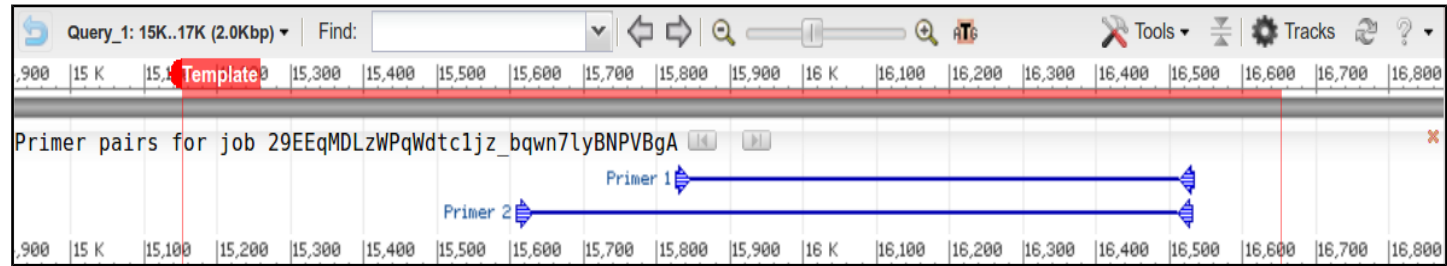 Query_1: 15K..17K (2.0Kbp) Find: ATG Tools Tracks ?
,900 15 K 15,1 Template 0 15,300 15,400 15,500 15,600 15,700 15,800 15,900 16 K 16,100 16,200 16,300 16,400 16,500 16,600 16,700 16,800
Primer pairs for job 29EEqMDLzWPqWdtc1jz_bqwn7lyBNPVBgA
Primer 1
Primer 2
,900 15 K 15,100 15,200 15,300 15,400 15,500 15,600 15,700 15,800 15,900 16 K 16,100 16,200 16,300 16,400 16,500 16,600 16,700 16,800